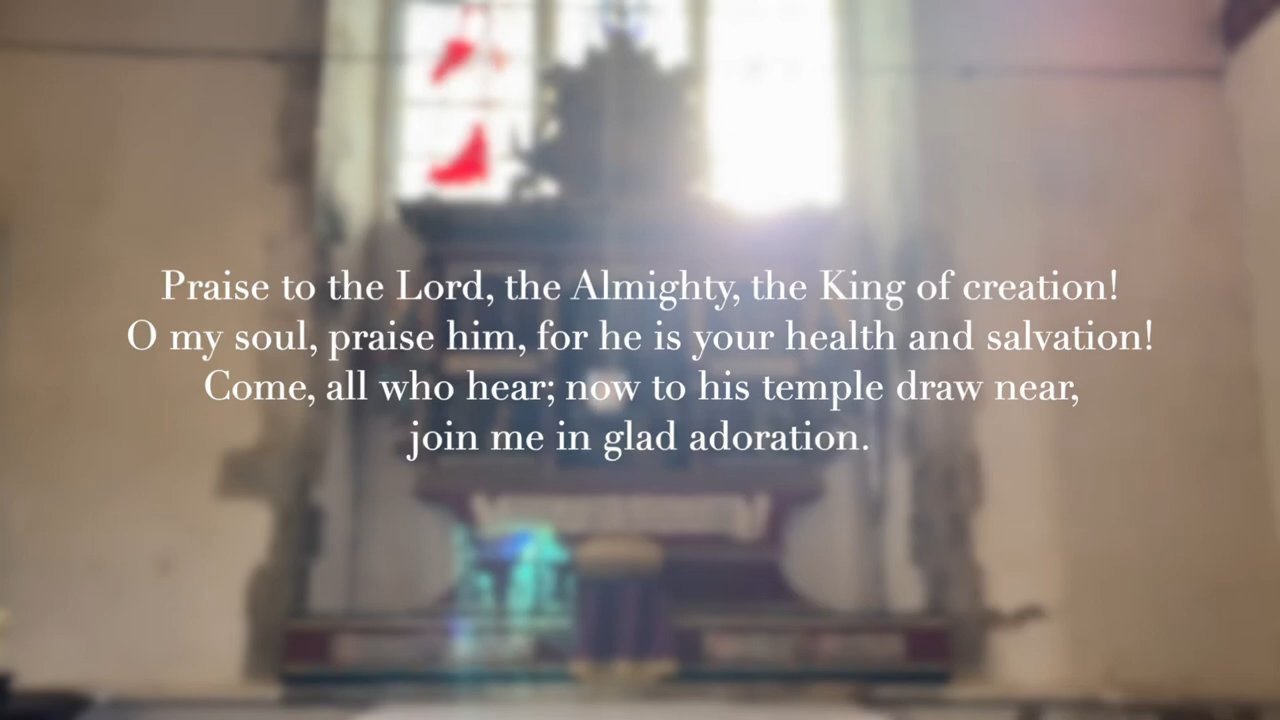 Praise to the Lord, the Almighty, the King of creation!
O my soul, praise him, for he is your health and salvation!
Come, all who hear; now to his temple draw near,
join me in glad adoration.